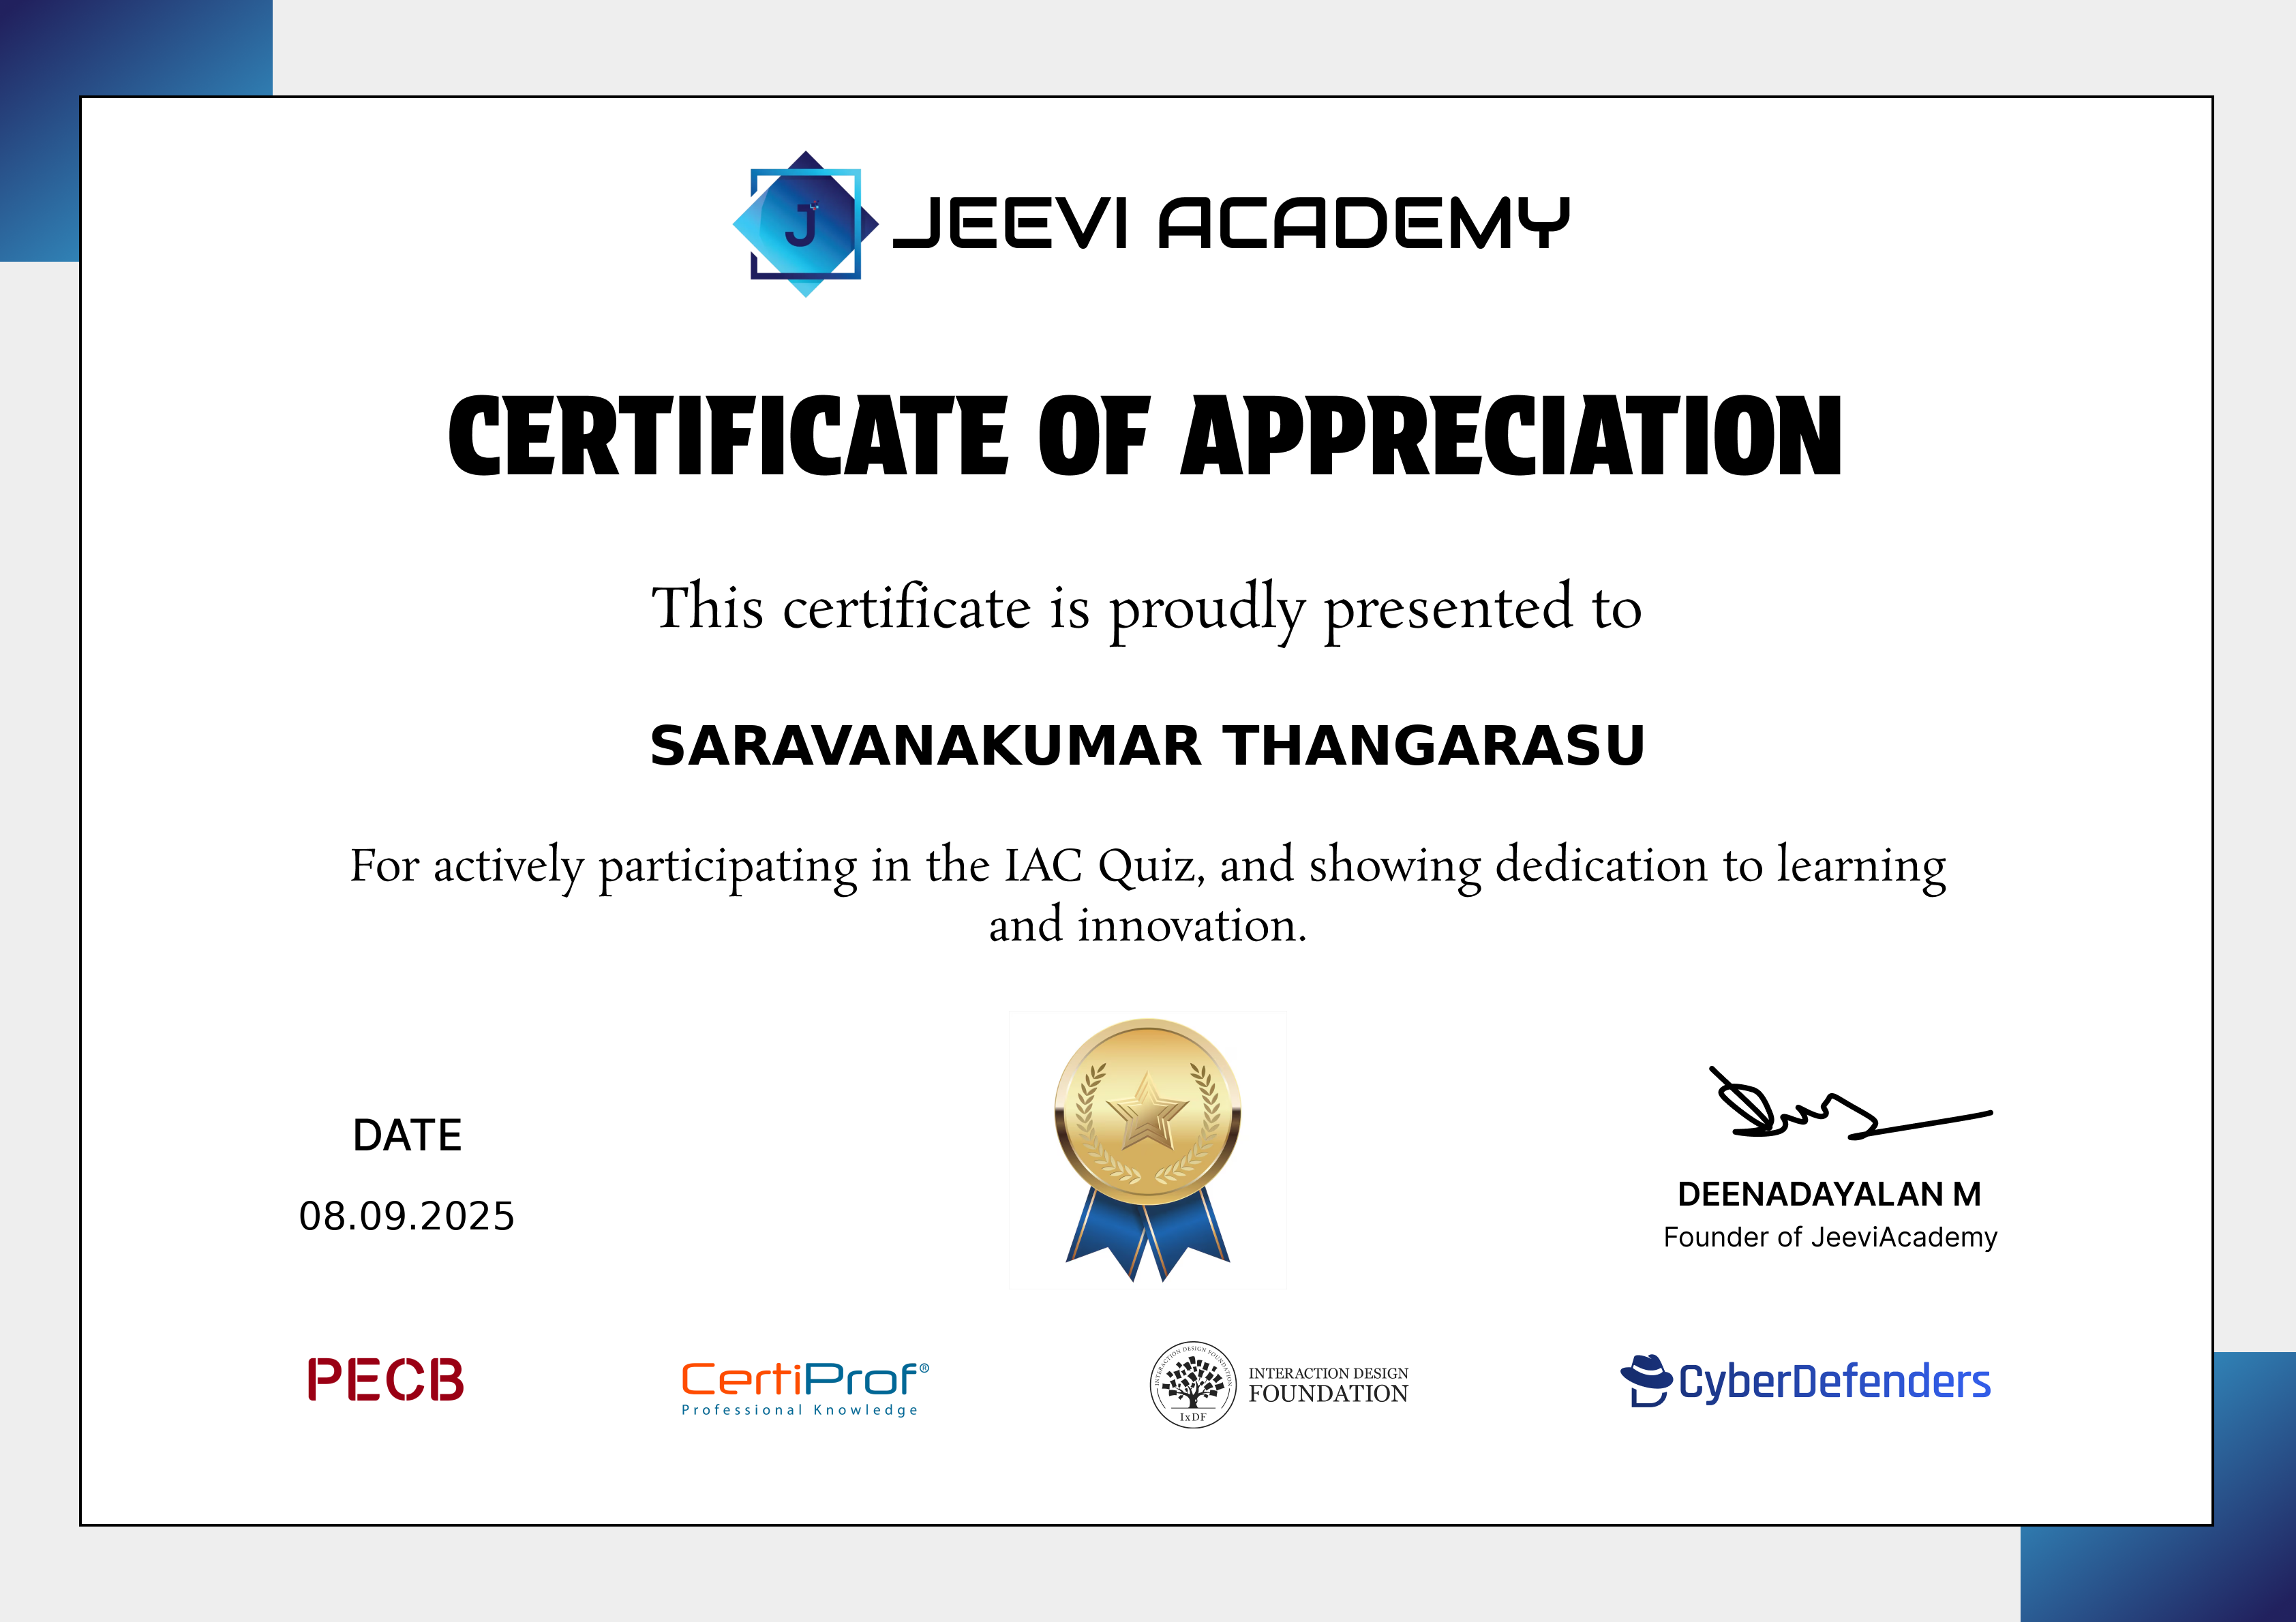 J
JEEVI ACADEMY
CERTIFICATE OF APPRECIATION
This certificate is proudly presented to
SARAVANAKUMAR THANGARASU
For actively participating in the IAC Quiz, and showing dedication to learning
and innovation.
DATE
08.09.2025
DEENADAYALAN M
Founder of JeeviAcademy
PECB
CertiProf®
Professional Knowledge
INTERACTION DESIGN FOUNDATION
IxDF
INTERACTION DESIGN
FOUNDATION
CyberDefenders